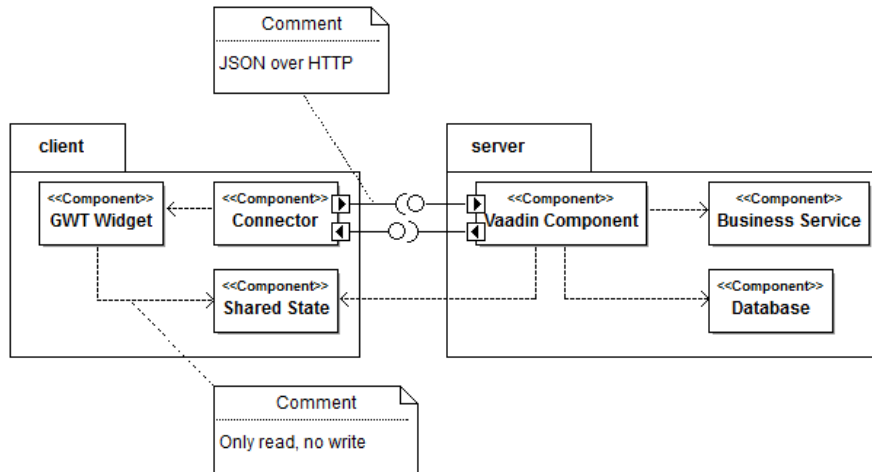 Comment
JSON over HTTP
client
server
<<Component>>
GWT Widget
<<Component>>
Connector
<<Component>>
Vaadin Component
<<Component>>
Business Service
<<Component>>
Shared State
<<Component>>
Database
Comment
Only read, no write